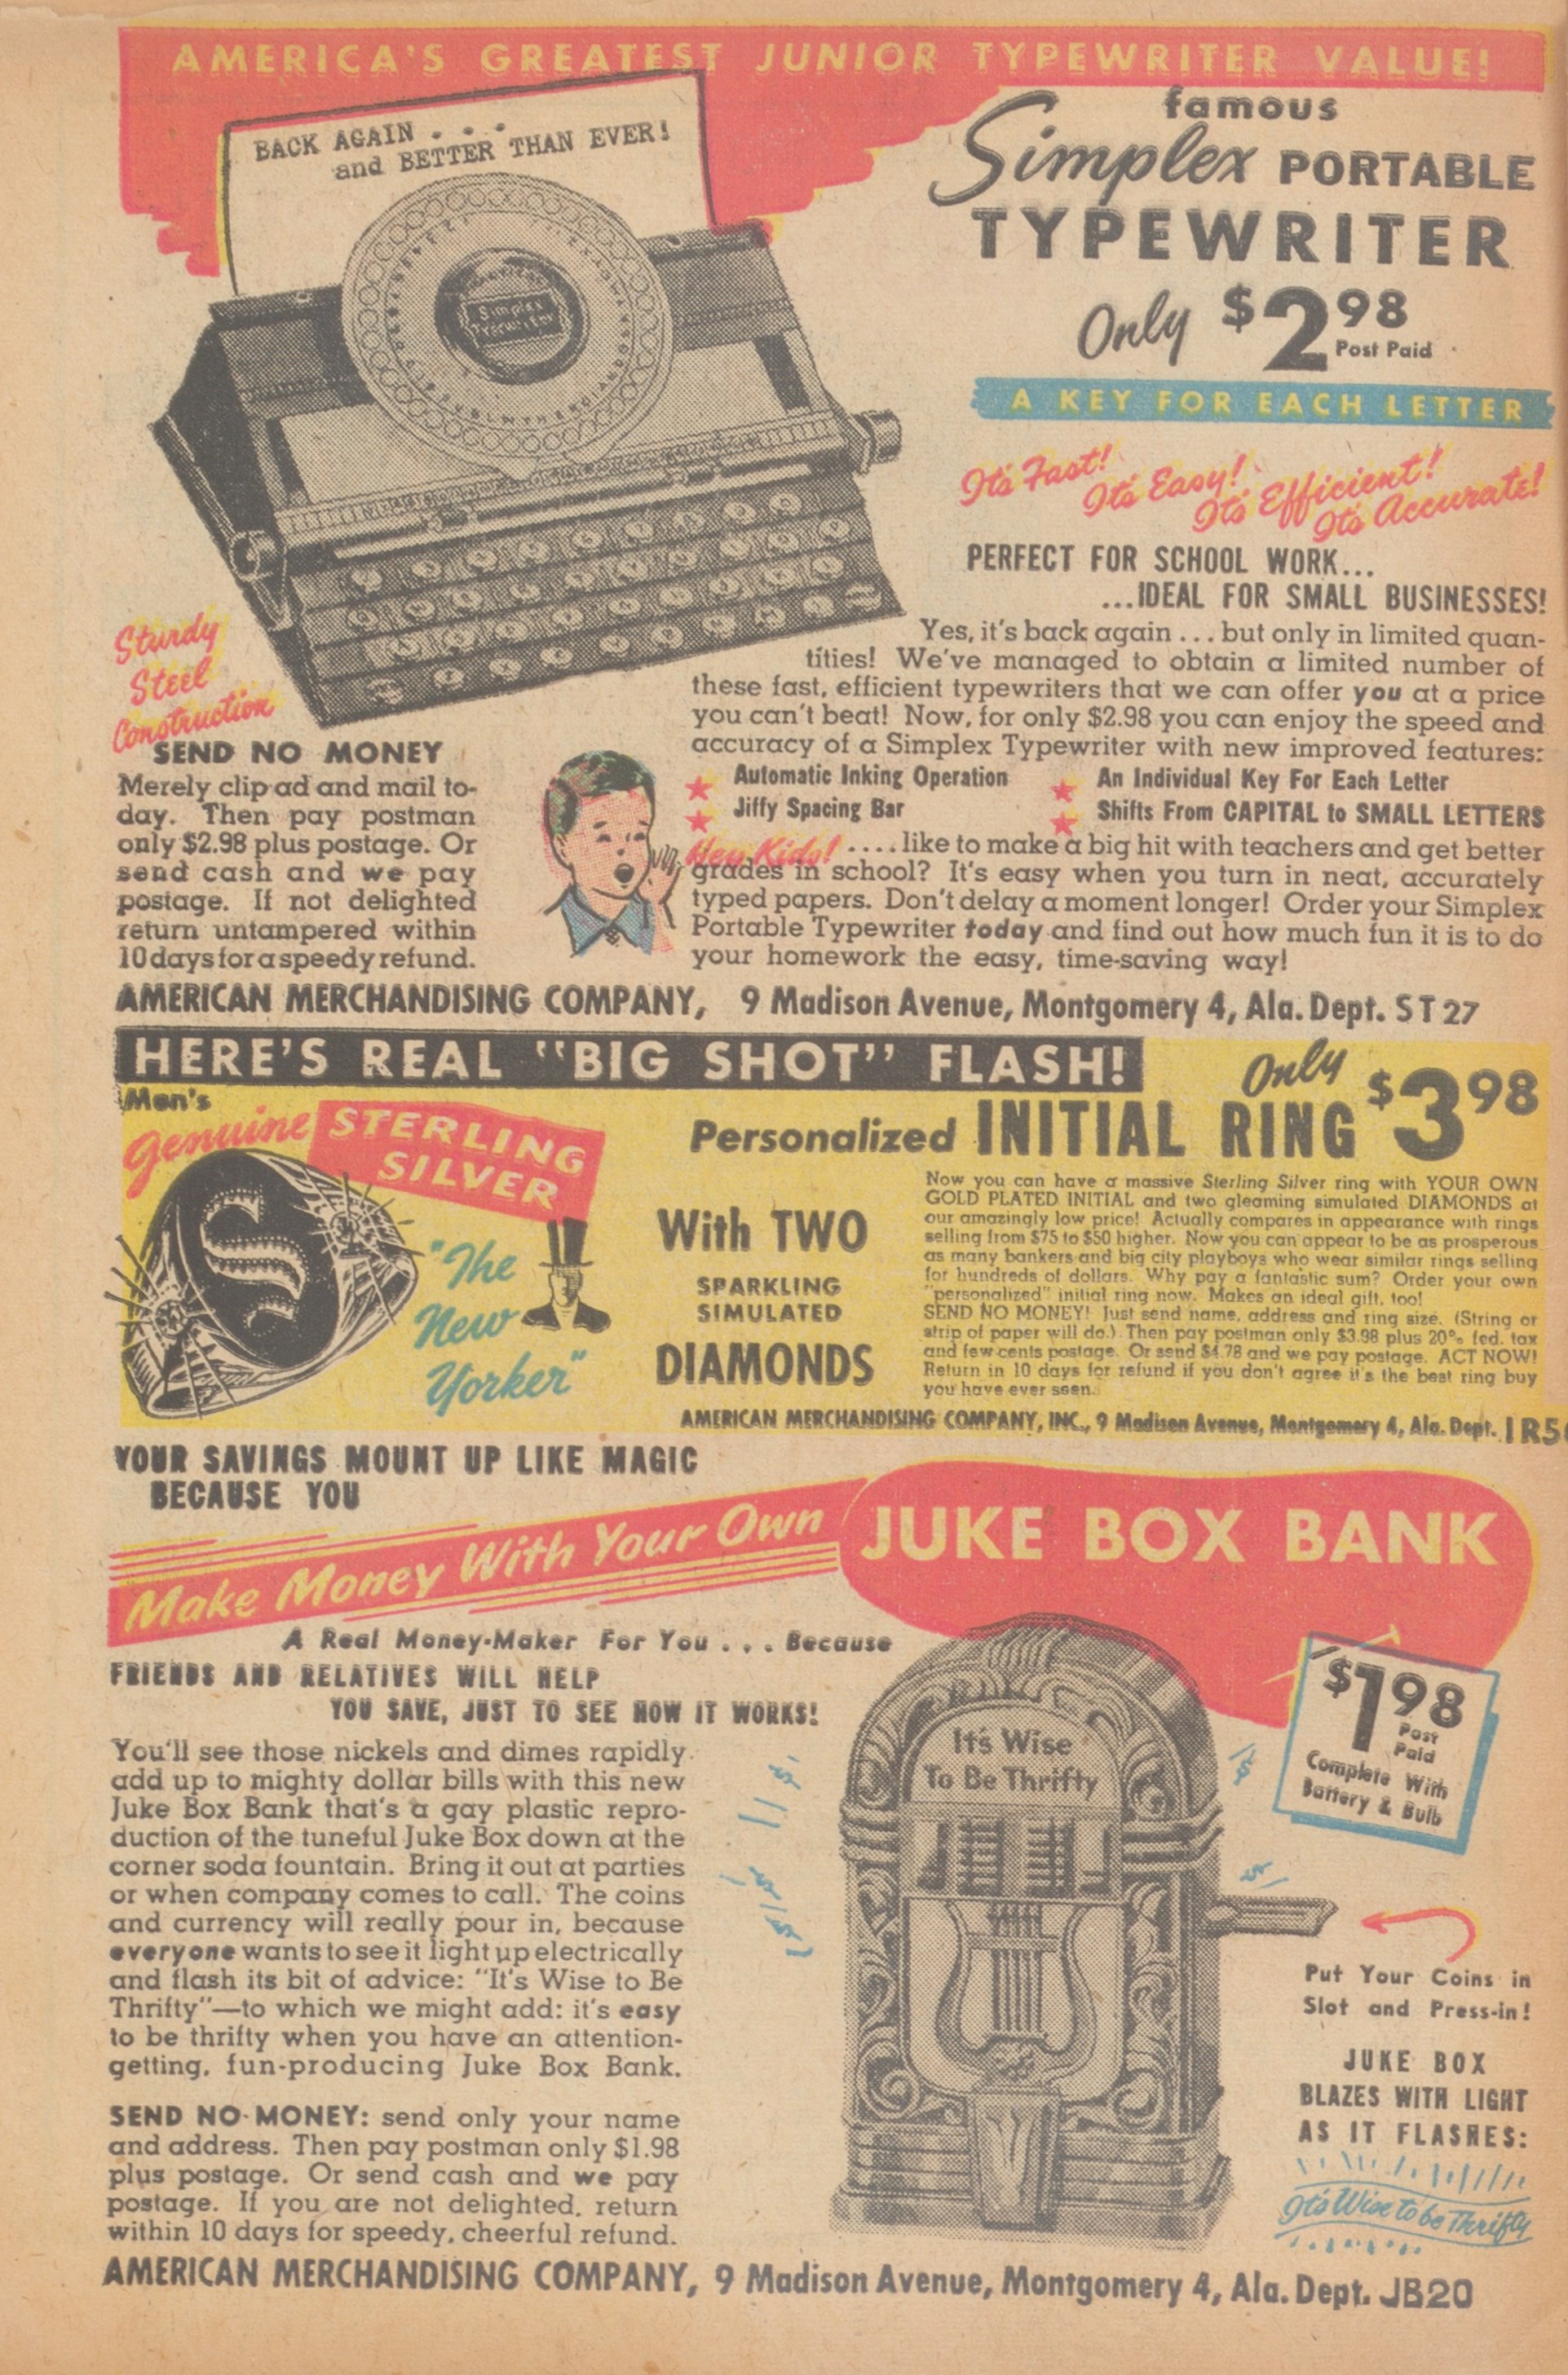 AMERICA'S GREATEST JUNIOR TYPEWRITER VALUE!
BACK AGAIN . . .
and BETTER THAN EVER!
Simplex
Typewriter
famous
Simplex PORTABLE
TYPEWRITER
Only $2.98
Post Paid
A KEY FOR EACH LETTER
It's Fast!
It's Easy!
It's Efficient!
It's Accurate!
PERFECT FOR SCHOOL WORK...
...IDEAL FOR SMALL BUSINESSES!
Sturdy
Steel
Construction
Yes, it's back again . . . but only in limited quan-
tities! We've managed to obtain a limited number of
these fast, efficient typewriters that we can offer you at a price
you can't beat! Now, for only $2.98 you can enjoy the speed and
accuracy of a Simplex Typewriter with new improved features:
Automatic Inking Operation
An Individual Key For Each Letter
Jiffy Spacing Bar
Shifts From CAPITAL to SMALL LETTERS
Hey Kids! . . . . like to make a big hit with teachers and get better
grades in school? It's easy when you turn in neat, accurately
typed papers. Don't delay a moment longer! Order your Simplex
Portable Typewriter today and find out how much fun it is to do
your homework the easy, time-saving way!
SEND NO MONEY
Merely clip ad and mail to-
day. Then pay postman
only $2.98 plus postage. Or
send cash and we pay
postage. If not delighted
return untampered within
10 days for a speedy refund.
AMERICAN MERCHANDISING COMPANY, 9 Madison Avenue, Montgomery 4, Ala. Dept. ST27
HERE'S REAL "BIG SHOT" FLASH!
Men's
Genuine STERLING
SILVER
S
"The
New
Yorker"
Only $3.98
Personalized INITIAL RING
With TWO
SPARKLING
SIMULATED
DIAMONDS
Now you can have a massive Sterling Silver ring with YOUR OWN
GOLD PLATED INITIAL and two gleaming simulated DIAMONDS at
our amazingly low price! Actually compares in appearance with rings
selling from $75 to $50 higher. Now you can appear to be as prosperous
as many bankers and big city playboys who wear similar rings selling
for hundreds of dollars. Why pay a fantastic sum? Order your own
"personalized" initial ring now. Makes an ideal gift, too!
SEND NO MONEY! Just send name, address and ring size. (String or
strip of paper will do.) Then pay postman only $3.98 plus 20% fed. tax
and few cents postage. Or send $4.78 and we pay postage. ACT NOW!
Return in 10 days for refund if you don't agree it's the best ring buy
you have ever seen.
AMERICAN MERCHANDISING COMPANY, INC., 9 Madison Avenue, Montgomery 4, Ala. Dept.
YOUR SAVINGS MOUNT UP LIKE MAGIC
BECAUSE YOU
Make Money With Your Own
JUKE BOX BANK
A Real Money-Maker For You . . . Because
FRIENDS AND RELATIVES WILL HELP
YOU SAVE, JUST TO SEE HOW IT WORKS!
You'll see those nickels and dimes rapidly
add up to mighty dollar bills with this new
Juke Box Bank that's a gay plastic repro-
duction of the tuneful Juke Box down at the
corner soda fountain. Bring it out at parties
or when company comes to call. The coins
and currency will really pour in, because
everyone wants to see it light up electrically
and flash its bit of advice: "It's Wise to Be
Thrifty"—to which we might add: it's easy
to be thrifty when you have an attention-
getting, fun-producing Juke Box Bank.
SEND NO MONEY: send only your name
and address. Then pay postman only $1.98
plus postage. Or send cash and we pay
postage. If you are not delighted, return
within 10 days for speedy, cheerful refund.
It's Wise
To Be Thrifty
$1.98
Post
Paid
Complete With
Battery & Bulb
Put Your Coins in
Slot and Press-in!
JUKE BOX
BLAZES WITH LIGHT
AS IT FLASHES:
It's Wise to be Thrifty
AMERICAN MERCHANDISING COMPANY, 9 Madison Avenue, Montgomery 4, Ala. Dept. JB20